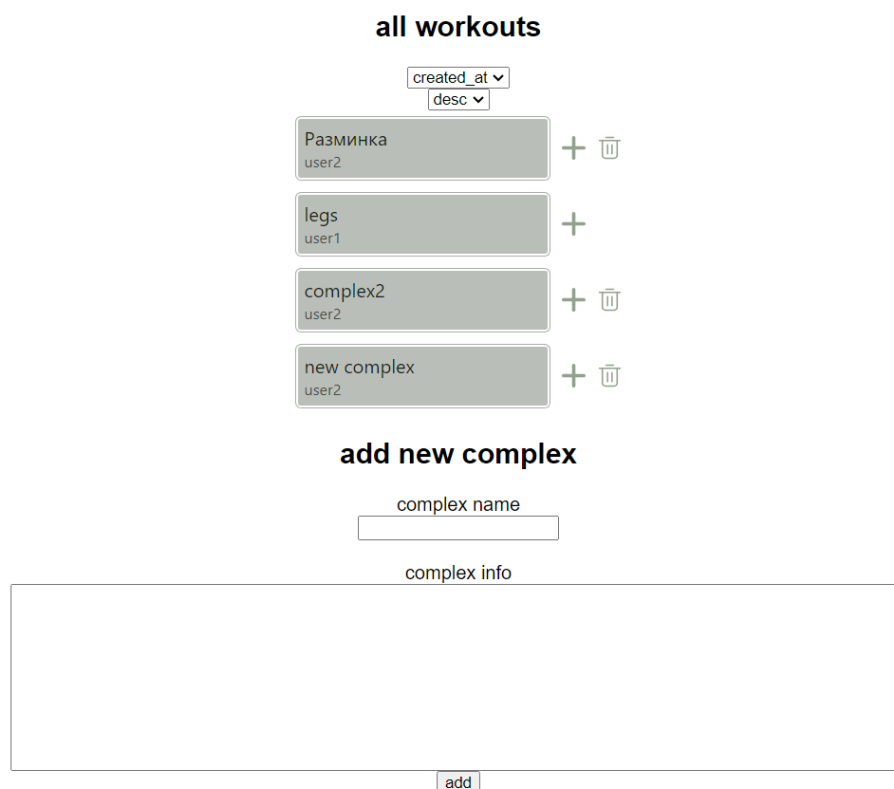 all workouts
created_at
desc
Разминка
user2
legs
user1
complex2
user2
new complex
user2
add new complex
complex name
complex info
add